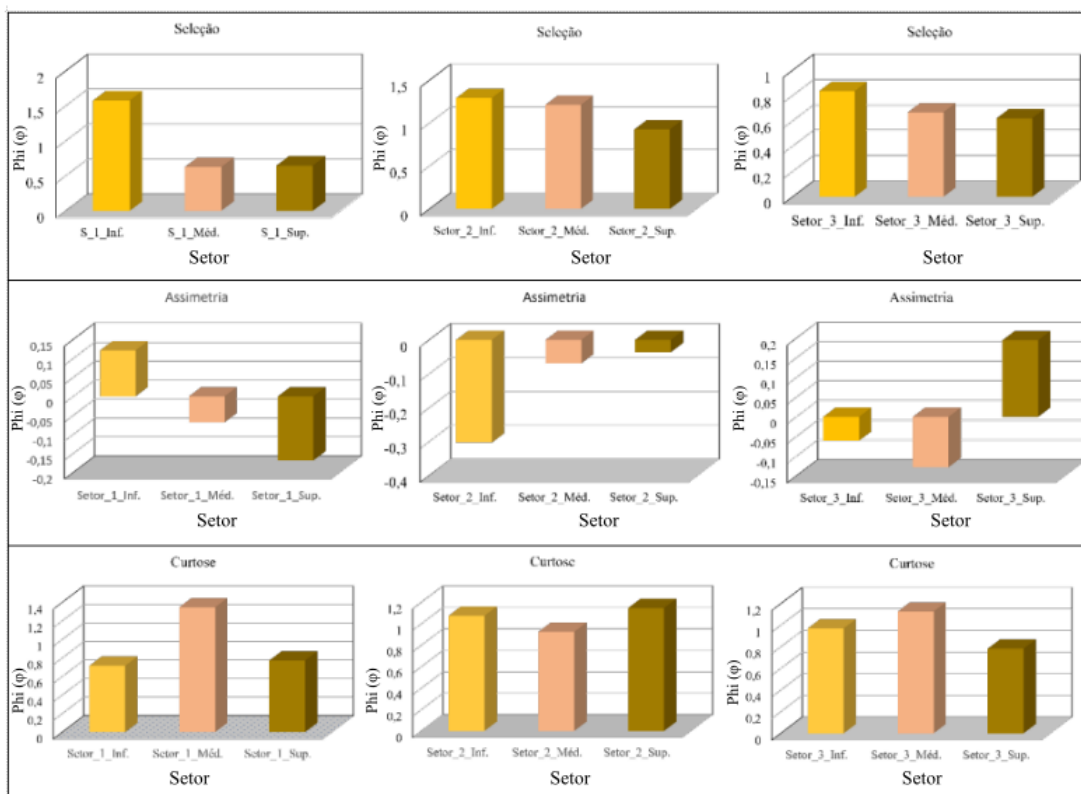 Seleção
2
1,5
1
0,5
0
Phi (φ)
S_1_Inf. S_1_Méd. S_1_Sup.
Setor
Seleção
1,5
1
0,5
0
Phi (φ)
Setor_2_Inf. Setor_2_Méd. Setor_2_Sup.
Setor
Seleção
1
0,8
0,6
0,4
0,2
0
Phi (φ)
Setor_3_Inf. Setor_3_Méd. Setor_3_Sup.
Setor
Assimetria
0,15
0,1
0,05
0
-0,05
-0,1
-0,15
-0,2
Phi (φ)
Setor_1_Inf. Setor_1_Méd. Setor_1_Sup.
Setor
Assimetria
0
-0,1
-0,2
-0,3
-0,4
Phi (φ)
Setor_2_Inf. Setor_2_Méd. Setor_2_Sup.
Setor
Assimetria
0,2
0,15
0,1
0,05
0
-0,05
-0,1
-0,15
Phi (φ)
Setor_3_Inf. Setor_3_Méd. Setor_3_Sup.
Setor
Curtose
1,4
1,2
1
0,8
0,6
0,4
0,2
0
Phi (φ)
Setor_1_Inf. Setor_1_Méd. Setor_1_Sup.
Setor
Curtose
1,2
1
0,8
0,6
0,4
0,2
0
Phi (φ)
Setor_2_Inf. Setor_2_Méd. Setor_2_Sup.
Setor
Curtose
1,2
1
0,8
0,6
0,4
0,2
0
Phi (φ)
Setor_3_Inf. Setor_3_Méd. Setor_3_Sup.
Setor